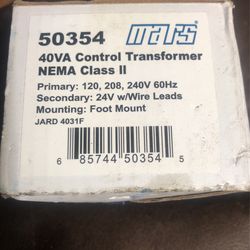 50354 mars
40VA Control Transformer
NEMA Class II
Primary: 120, 208, 240V 60Hz
Secondary: 24V w/Wire Leads
Mounting: Foot Mount
JARD 4031F
6 85744 50354 5